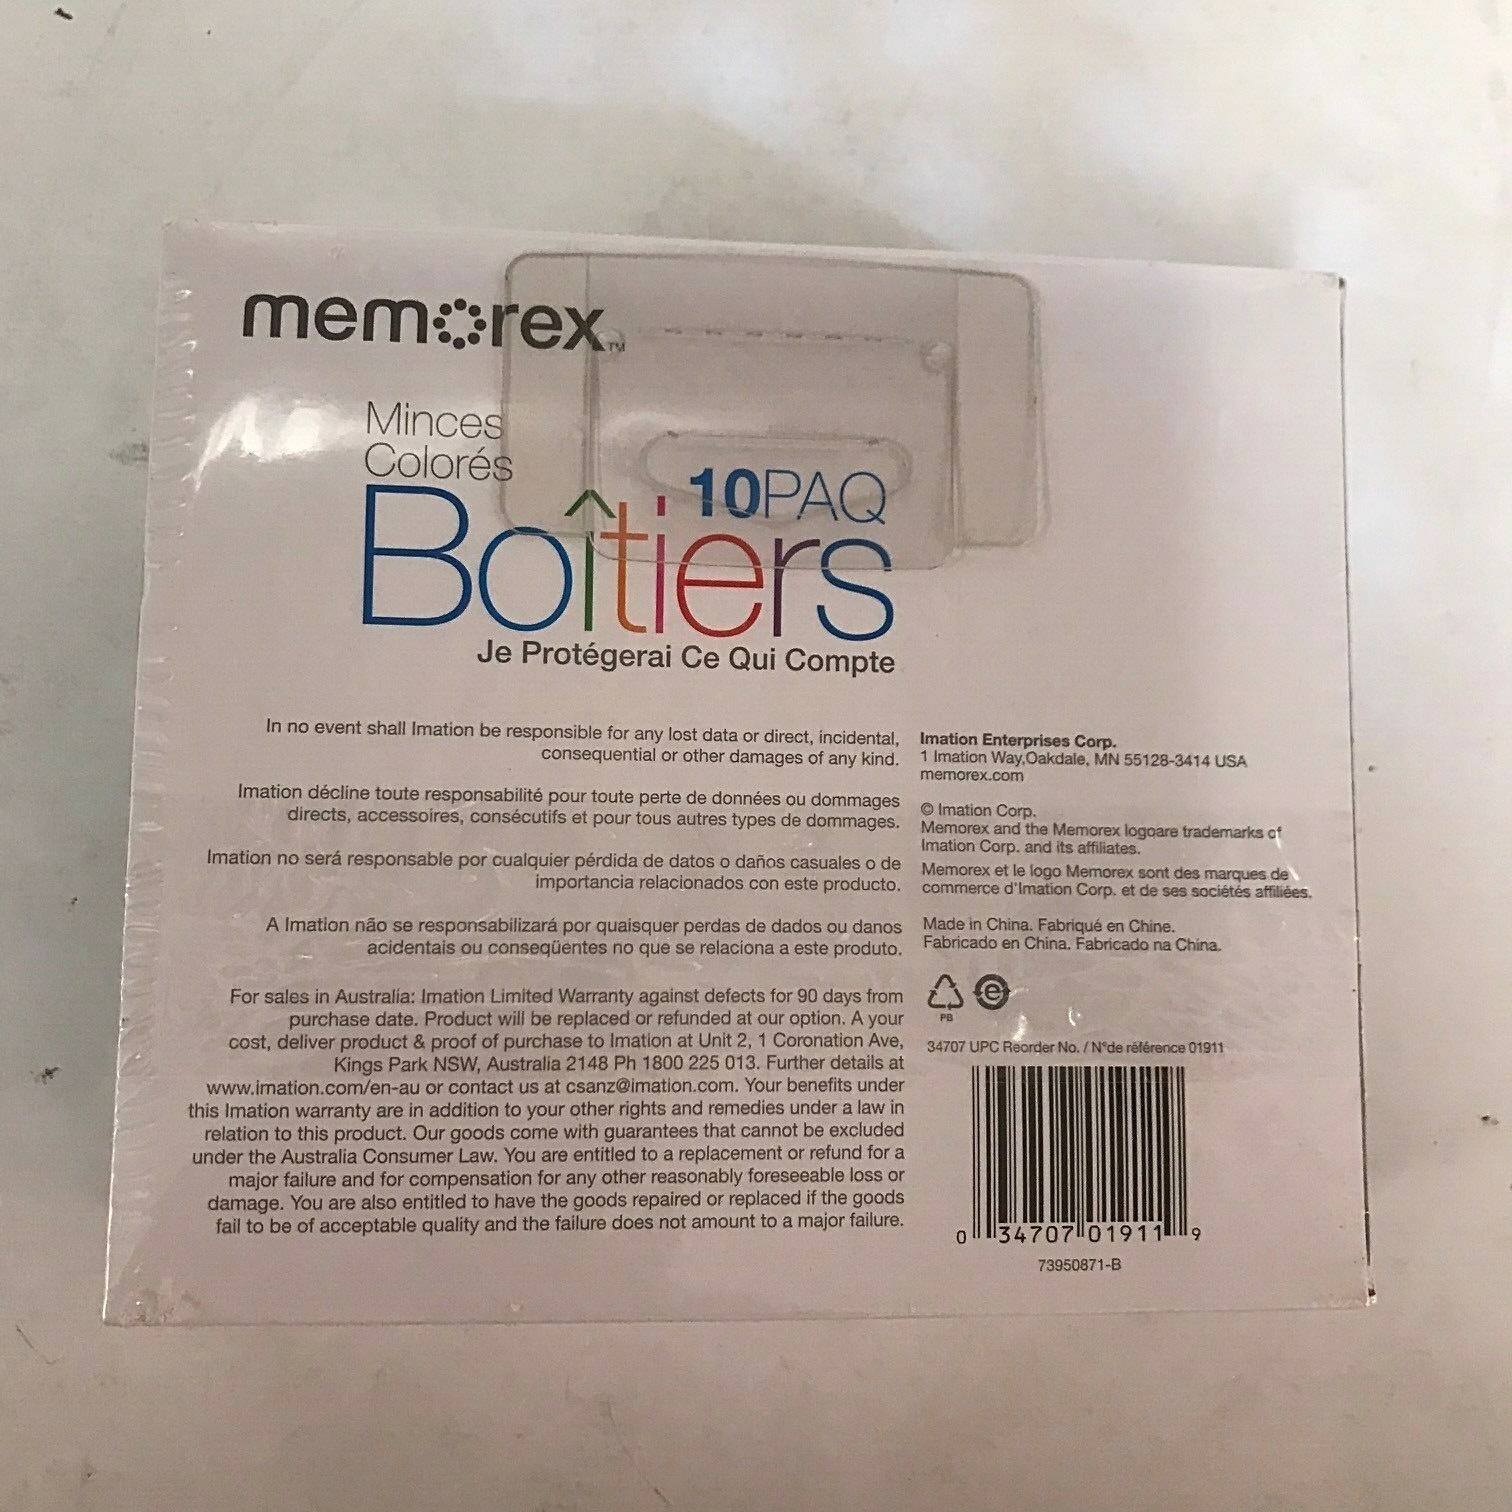 memorex™
Minces
Colorés
10PAQ
Boîtiers
Je Protégerai Ce Qui Compte
In no event shall Imation be responsible for any lost data or direct, incidental,
consequential or other damages of any kind.
Imation décline toute responsabilité pour toute perte de données ou dommages
directs, accessoires, consécutifs et pour tous autres types de dommages.
Imation no será responsable por cualquier pérdida de datos o daños casuales o de
importancia relacionados con este producto.
A Imation não se responsabilizará por quaisquer perdas de dados ou danos
acidentais ou conseqüentes no que se relaciona a este produto.
For sales in Australia: Imation Limited Warranty against defects for 90 days from
purchase date. Product will be replaced or refunded at our option. A your
cost, deliver product & proof of purchase to Imation at Unit 2, 1 Coronation Ave,
Kings Park NSW, Australia 2148 Ph 1800 225 013. Further details at
www.imation.com/en-au or contact us at csanz@imation.com. Your benefits under
this Imation warranty are in addition to your other rights and remedies under a law in
relation to this product. Our goods come with guarantees that cannot be excluded
under the Australia Consumer Law. You are entitled to a replacement or refund for a
major failure and for compensation for any other reasonably foreseeable loss or
damage. You are also entitled to have the goods repaired or replaced if the goods
fail to be of acceptable quality and the failure does not amount to a major failure.
Imation Enterprises Corp.
1 Imation Way,Oakdale, MN 55128-3414 USA
memorex.com
© Imation Corp.
Memorex and the Memorex logoare trademarks of
Imation Corp. and its affiliates.
Memorex et le logo Memorex sont des marques de
commerce d'Imation Corp. et de ses sociétés affiliées.
Made in China. Fabriqué en Chine.
Fabricado en China. Fabricado na China.
PB
e
34707 UPC Reorder No. / N°de référence 01911
0 34707 01911 9
73950871-B